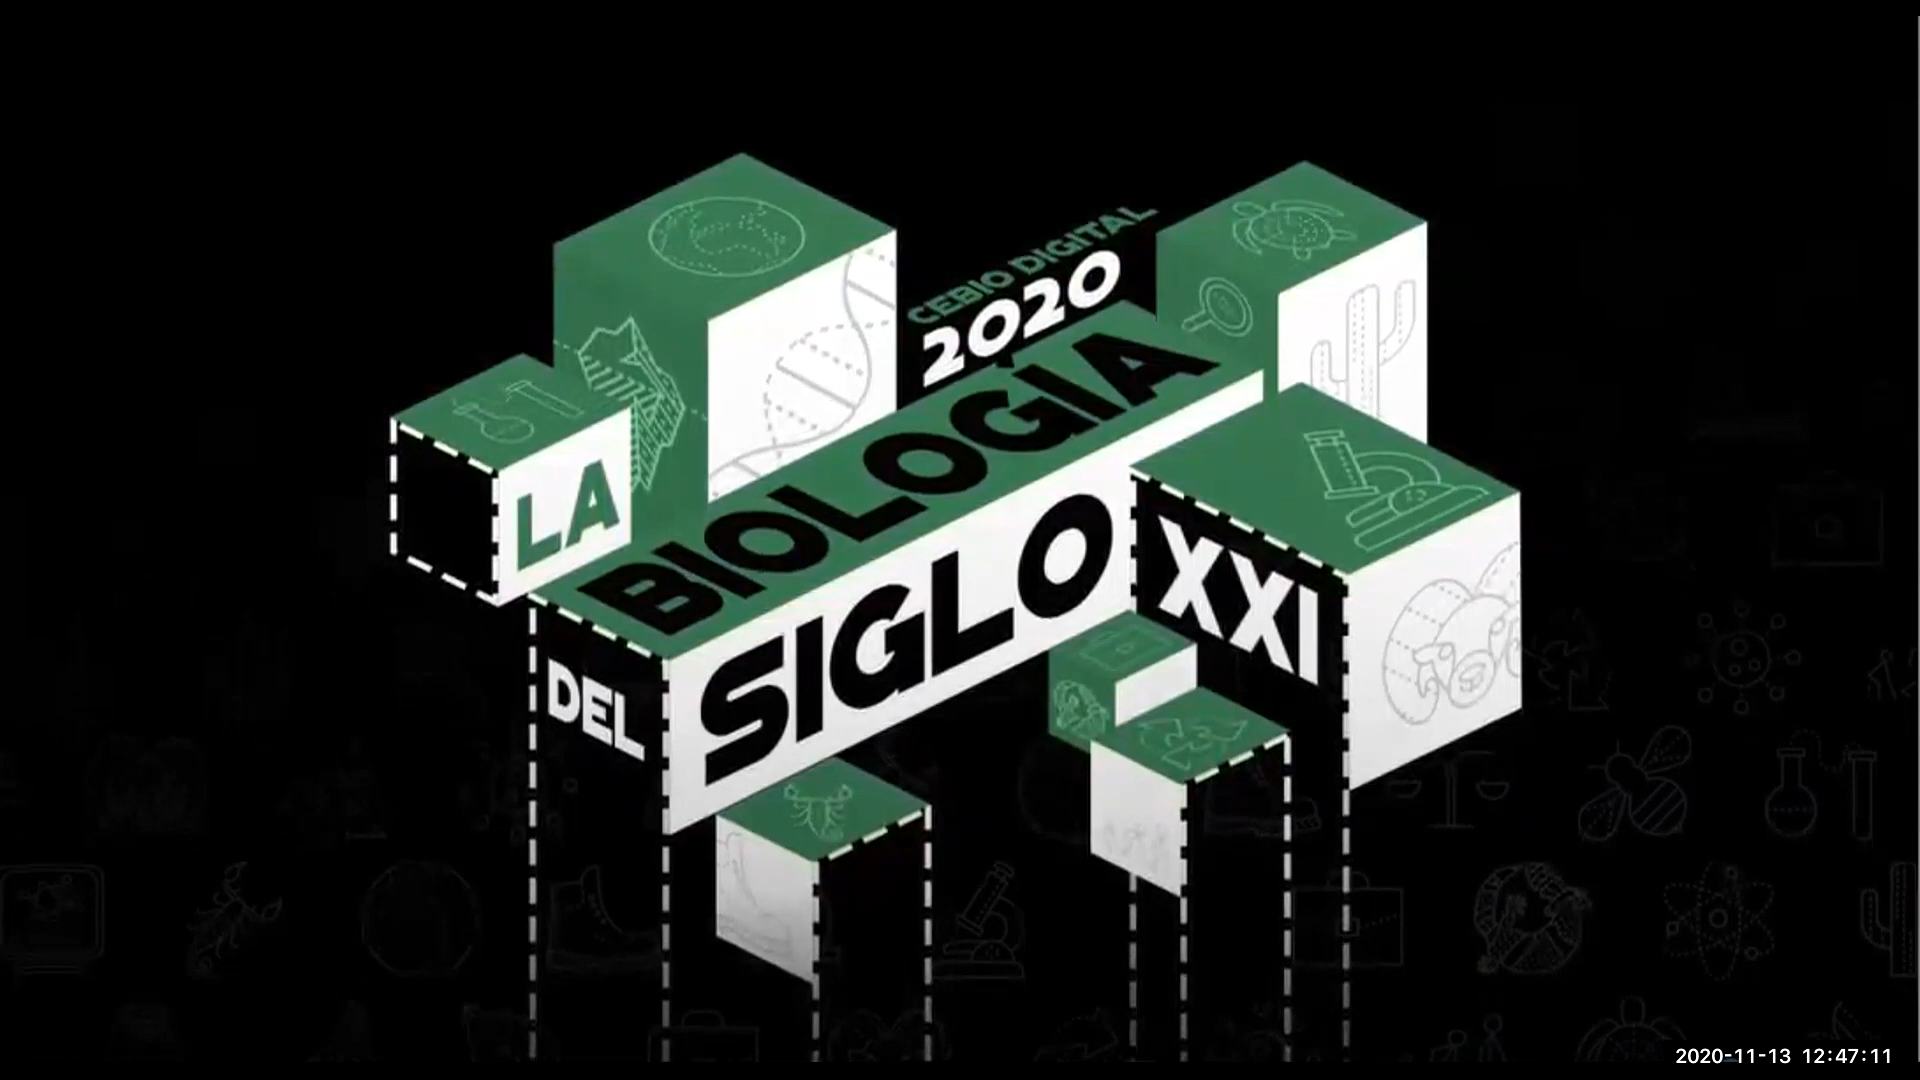 CEBIO DIGITAL
2020
LA
BIOLOGÍA
DEL
SIGLO
XXI
2020-11-13 12:47:11